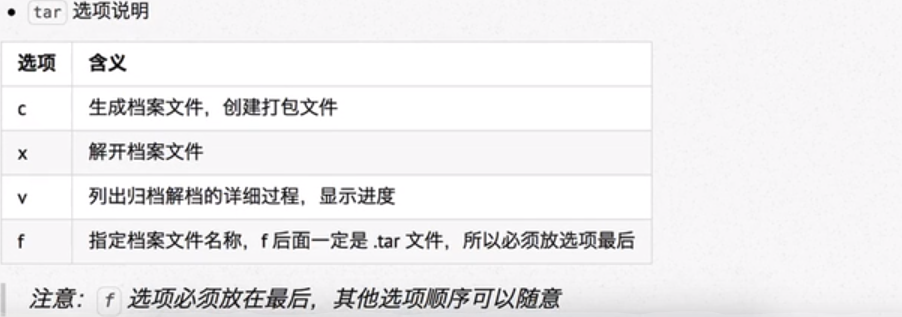 • tar 选项说明
选项 含义
c 生成档案文件，创建打包文件
x 解开档案文件
v 列出归档解档的详细过程，显示进度
f 指定档案文件名称，f 后面一定是 .tar 文件，所以必须放选项最后
注意： f 选项必须放在最后，其他选项顺序可以随意